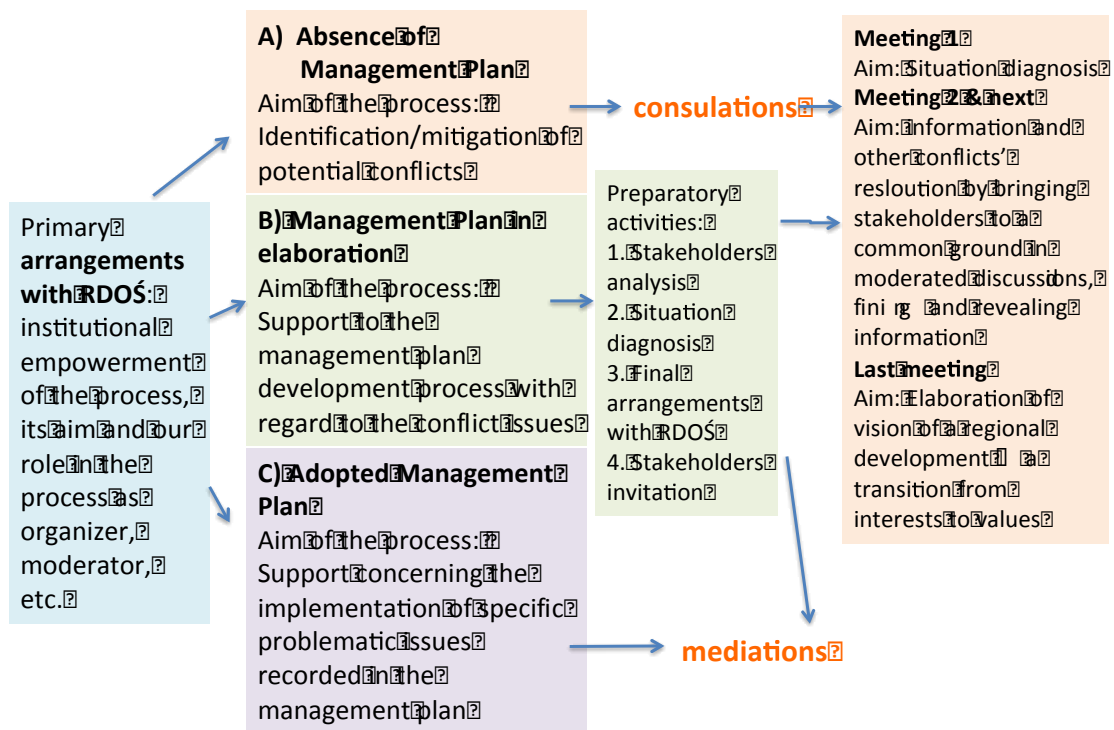 Primary
arrangements
with RDOŚ:
institutional
empowerment
of the process,
its aim and our
role in the
process as
organizer,
moderator,
etc.
A) Absence of
Management Plan
Aim of the process:
Identification/mitigation of
potential conflicts
B) Management Plan in
elaboration
Aim of the process:
Support to the
management plan
development process with
regard to the conflict issues
C) Adopted Management
Plan
Aim of the process:
Support concerning the
implementation of specific
problematic issues
recorded in the
management plan
consulations
Preparatory
activities:
1. Stakeholders
analysis
2. Situation
diagnosis
3. Final
arrangements
with RDOŚ
4. Stakeholders
invitation
mediations
Meeting 1
Aim: Situation diagnosis
Meeting 2 & next
Aim: Information and
other conflicts'
resloution by bringing
stakeholders to a
common ground in
moderated discussions,
and revealing
information
Last meeting
Aim: Elaboration of
vision of a regional
development a
transition from
interests to values